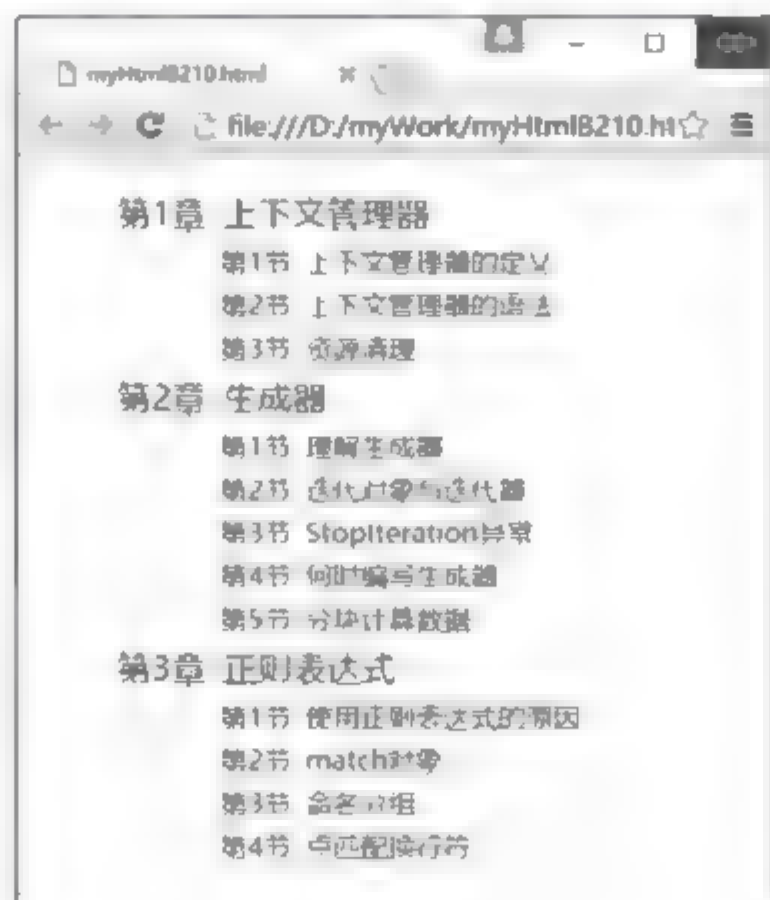 myHtmlB210.html
file:///D:/myWork/myHtmlB210.ht
第1章 上下文管理器
第1节 上下文管理器的定义
第2节 上下文管理器的语法
第3节 资源清理
第2章 生成器
第1节 理解生成器
第2节 迭代对象与迭代器
第3节 StopIteration异常
第4节 何时编写生成器
第5节 分块计算数据
第3章 正则表达式
第1节 使用正则表达式的原因
第2节 match对象
第3节 命名分组
第4节 点匹配换行符